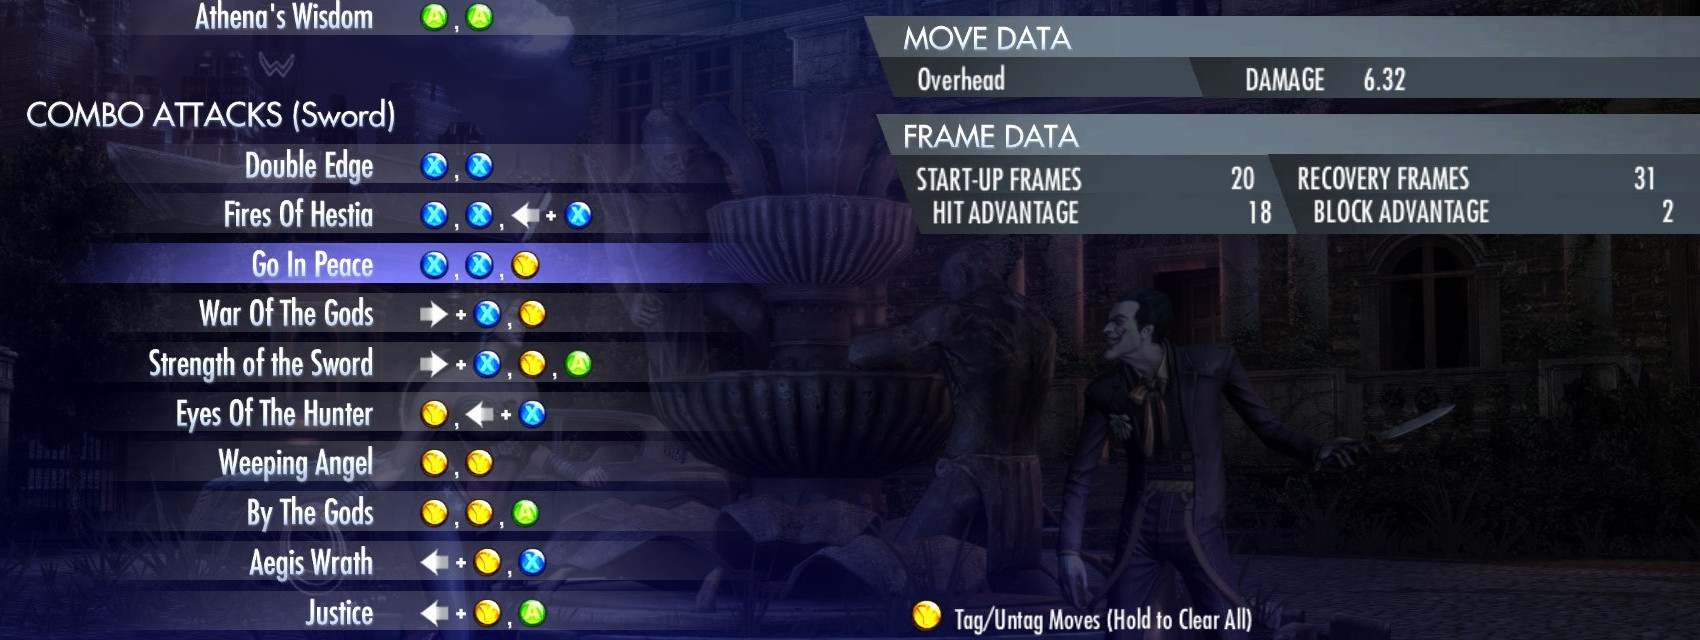 Athena's Wisdom A , A
COMBO ATTACKS (Sword)
Double Edge X , X
Fires Of Hestia X , X , + X
Go In Peace X , X , Y
War Of The Gods + X , Y
Strength of the Sword + X , Y , A
Eyes Of The Hunter Y , + X
Weeping Angel Y , Y
By The Gods Y , Y , A
Aegis Wrath + Y , X
Justice + Y , A
MOVE DATA
Overhead DAMAGE 6.32
FRAME DATA
START-UP FRAMES 20 RECOVERY FRAMES 31
HIT ADVANTAGE 18 BLOCK ADVANTAGE 2
Y Tag/Untag Moves (Hold to Clear All)